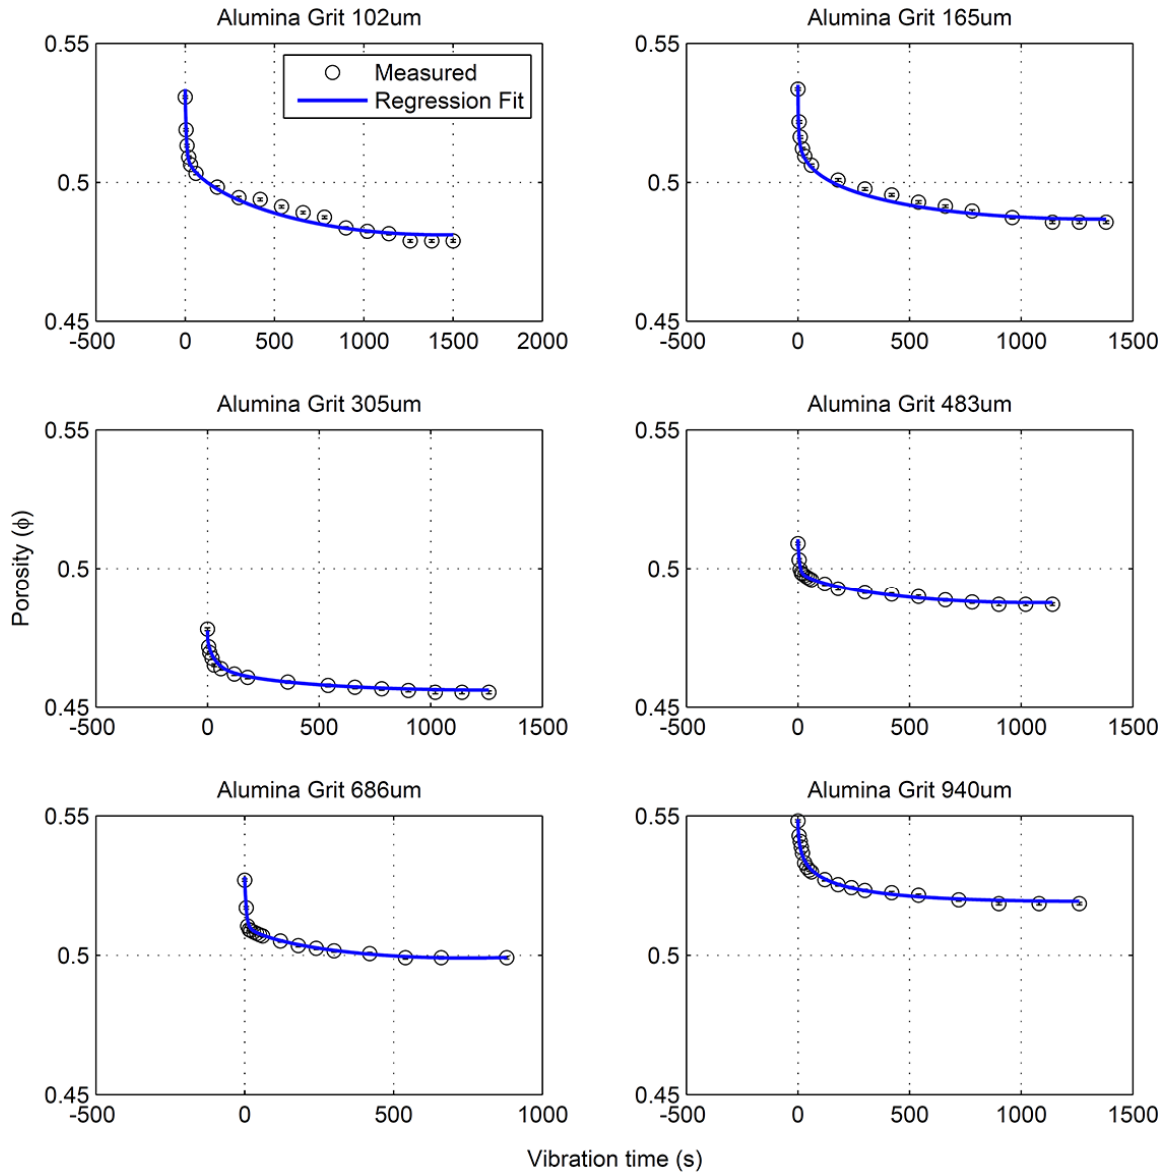 Alumina Grit 102um
0.55
0.5
0.45
-500 0 500 1000 1500 2000
Measured
Regression Fit
Alumina Grit 165um
0.55
0.5
0.45
-500 0 500 1000 1500
Alumina Grit 305um
0.55
0.5
0.45
-500 0 500 1000 1500
Alumina Grit 483um
0.55
0.5
0.45
-500 0 500 1000 1500
Porosity (ϕ)
Alumina Grit 686um
0.55
0.5
0.45
-500 0 500 1000
Alumina Grit 940um
0.55
0.5
0.45
-500 0 500 1000 1500
Vibration time (s)